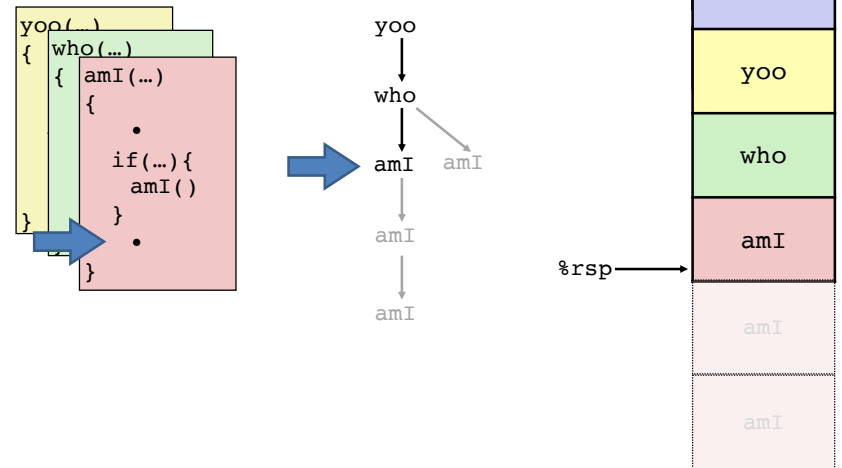 yoo(…)
{
who(…)
{
amI(…)
{
•
if(…){
amI()
}
•
}
}
}
yoo
who
amI
amI
amI
amI
yoo
who
amI
%rsp
amI
amI